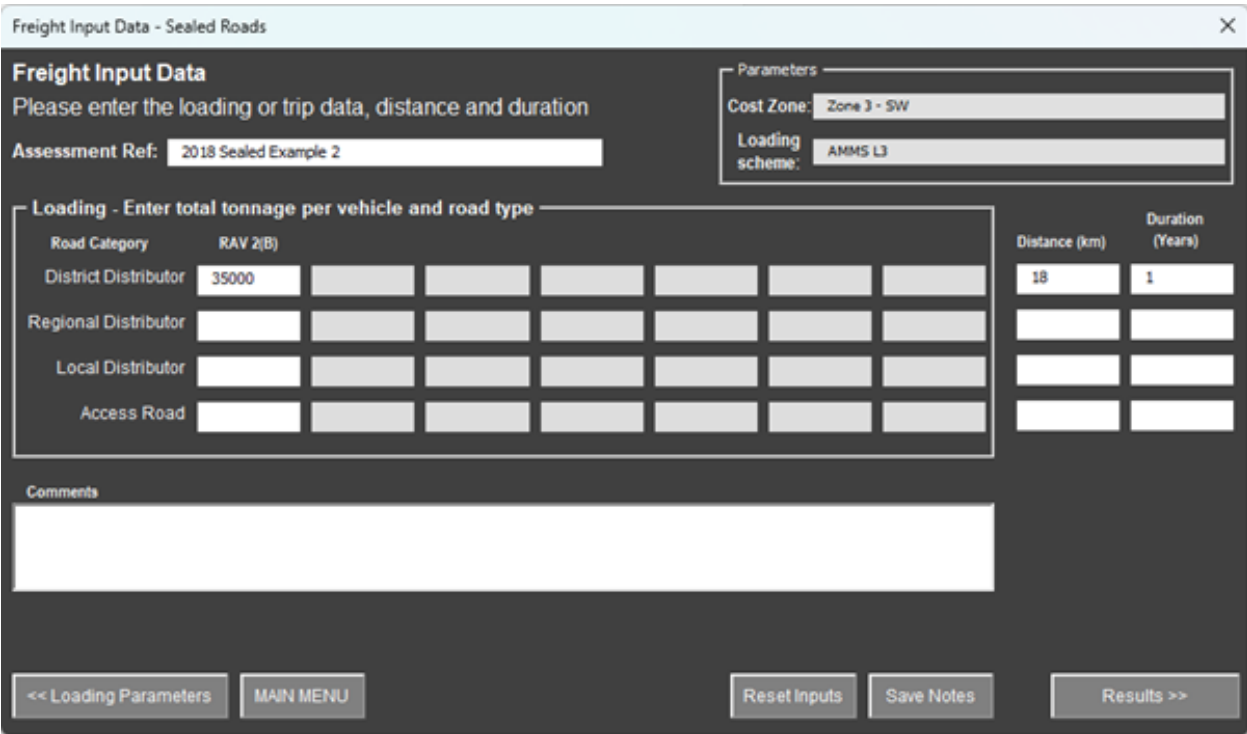 Freight Input Data - Sealed Roads
Freight Input Data
Please enter the loading or trip data, distance and duration
Assessment Ref: 2018 Sealed Example 2
Parameters
Cost Zone: Zone 3 - SW
Loading scheme: AMMS L3
Loading - Enter total tonnage per vehicle and road type
Road Category RAV 2(B) Distance (km) Duration (Years)
District Distributor 35000 18 1
Regional Distributor
Local Distributor
Access Road
Comments
<< Loading Parameters MAIN MENU Reset Inputs Save Notes Results >>